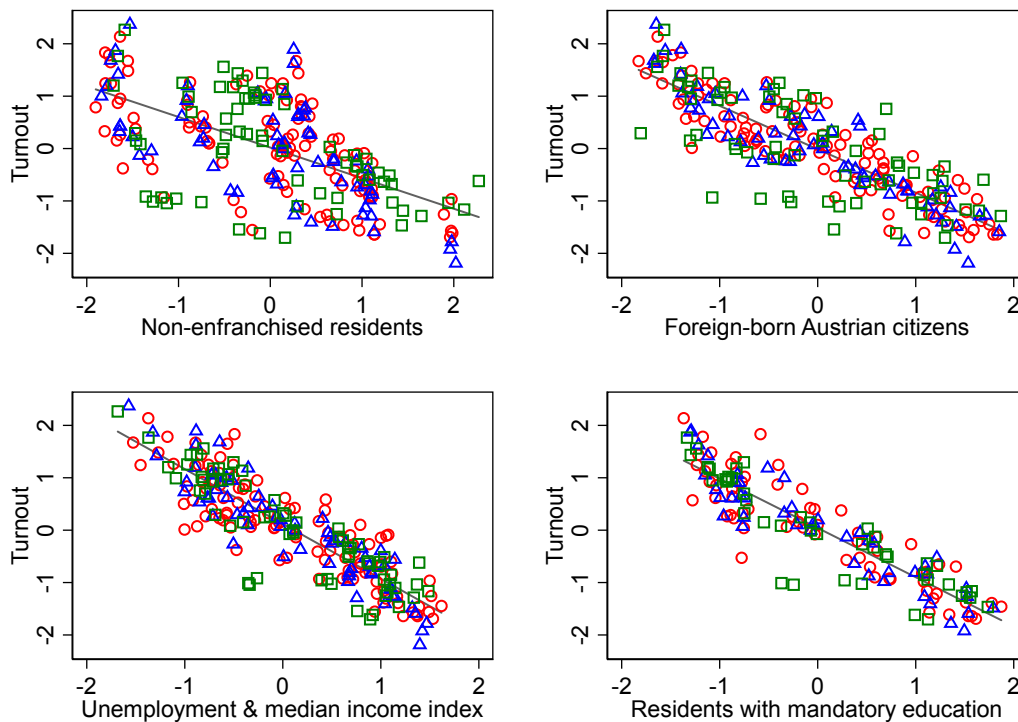 2
1
0
-1
-2
Turnout
-2 -1 0 1 2
Non-enfranchised residents
2
1
0
-1
-2
Turnout
-2 -1 0 1 2
Foreign-born Austrian citizens
2
1
0
-1
-2
Turnout
-2 -1 0 1 2
Unemployment & median income index
2
1
0
-1
-2
Turnout
-2 -1 0 1 2
Residents with mandatory education